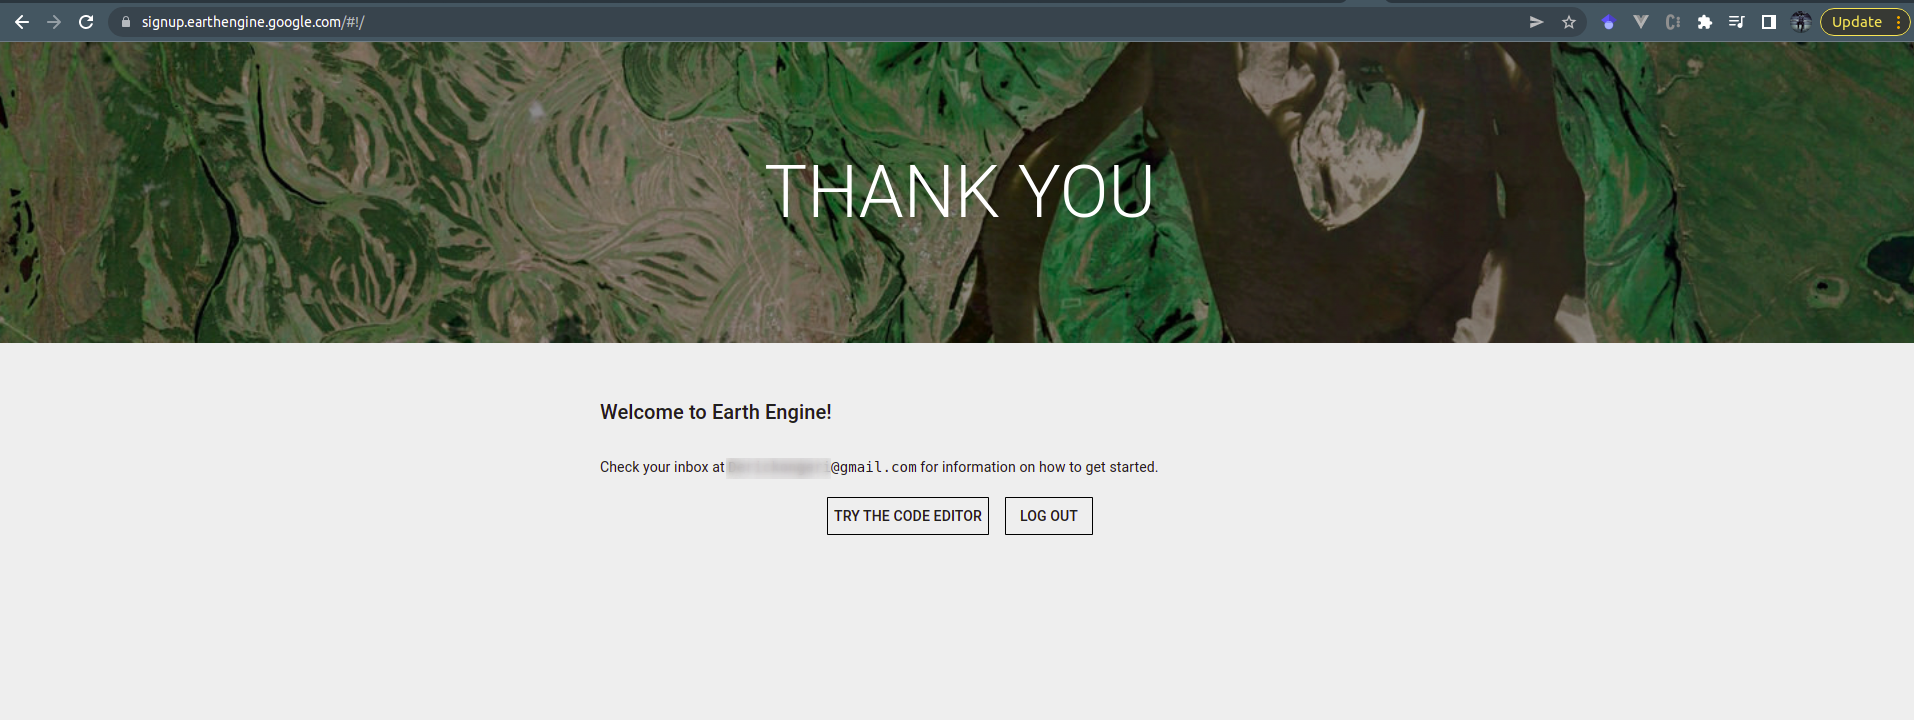 signup.earthengine.google.com/#!/
Update
THANK YOU
Welcome to Earth Engine!
Check your inbox at @gmail.com for information on how to get started.
TRY THE CODE EDITOR
LOG OUT